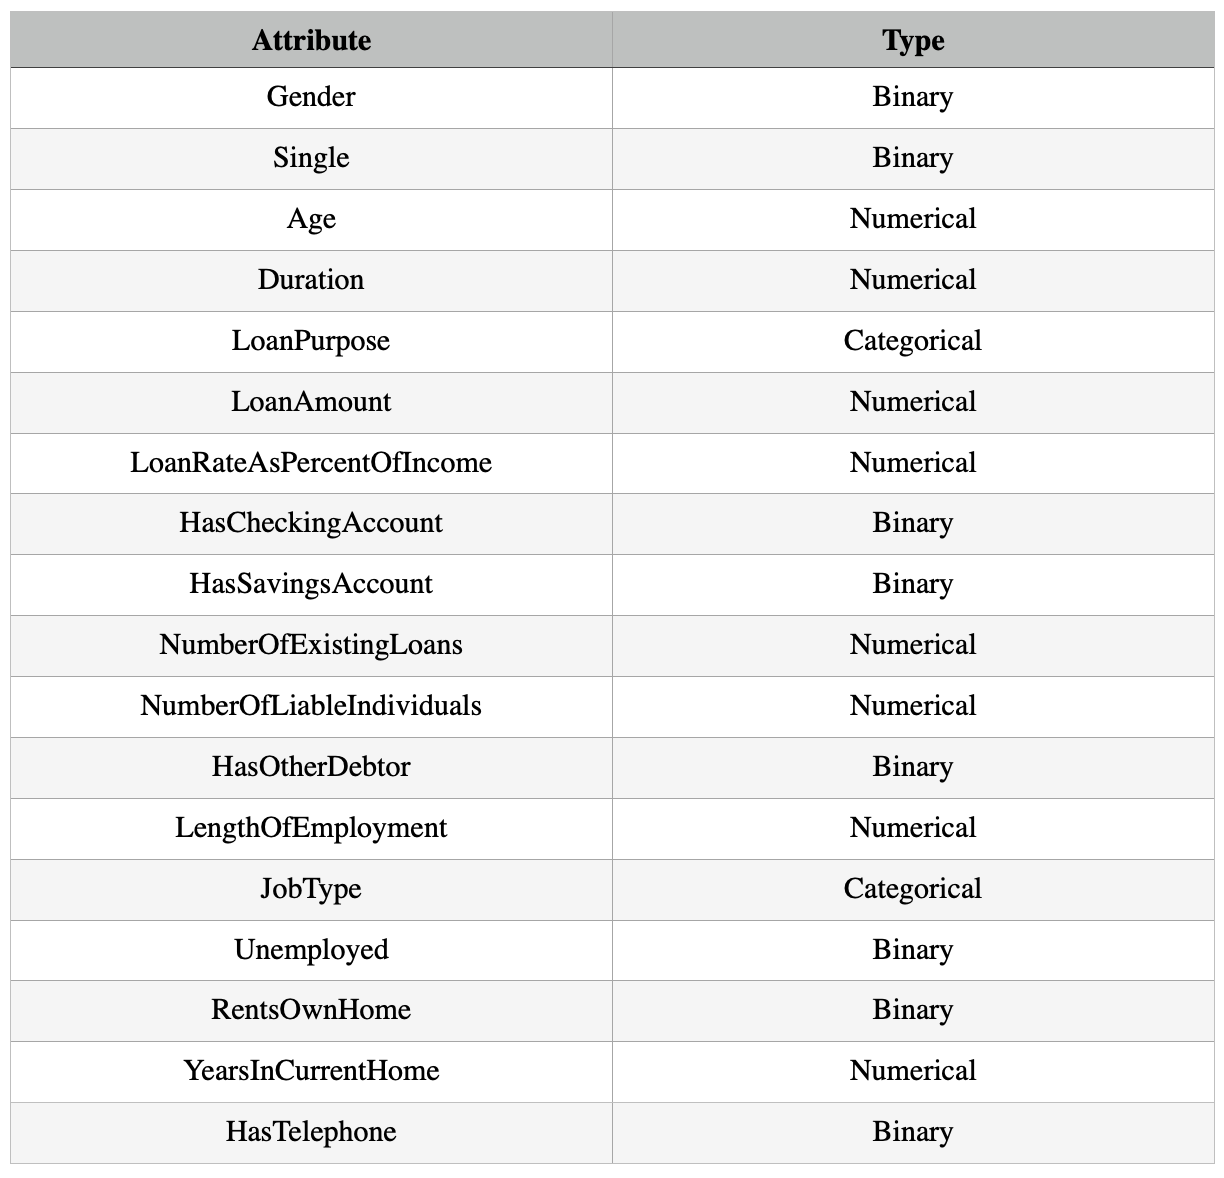 Attribute Type
Gender Binary
Single Binary
Age Numerical
Duration Numerical
LoanPurpose Categorical
LoanAmount Numerical
LoanRateAsPercentOfIncome Numerical
HasCheckingAccount Binary
HasSavingsAccount Binary
NumberOfExistingLoans Numerical
NumberOfLiableIndividuals Numerical
HasOtherDebtor Binary
LengthOfEmployment Numerical
JobType Categorical
Unemployed Binary
RentsOwnHome Binary
YearsInCurrentHome Numerical
HasTelephone Binary